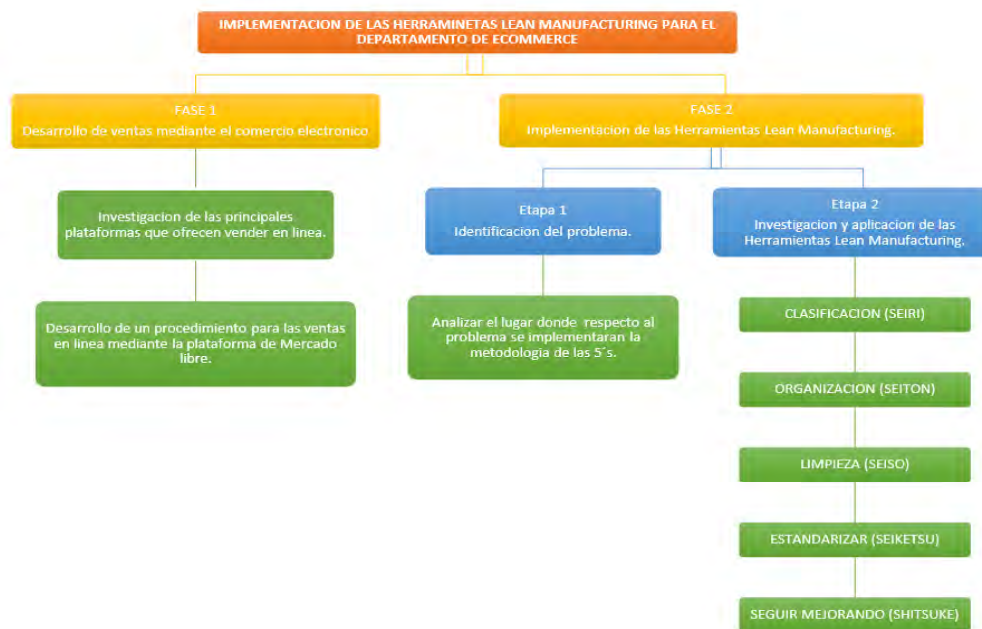 IMPLEMENTACION DE LAS HERRAMINETAS LEAN MANUFACTURING PARA EL
DEPARTAMENTO DE ECOMMERCE
FASE 1
Desarrollo de ventas mediante el comercio electronico
FASE 2
Implementacion de las Herramientas Lean Manufacturing.
Investigacion de las principales
plataformas que ofrecen vender en linea.
Desarrollo de un procedimiento para las ventas
en linea mediante la plataforma de Mercado
libre.
Etapa 1
Identificacion del problema.
Analizar el lugar donde respecto al
problema se implementaran la
metodologia de las 5´s.
Etapa 2
Investigacion y aplicacion de las
Herramientas Lean Manufacturing.
CLASIFICACION (SEIRI)
ORGANIZACION (SEITON)
LIMPIEZA (SEISO)
ESTANDARIZAR (SEIKETSU)
SEGUIR MEJORANDO (SHITSUKE)